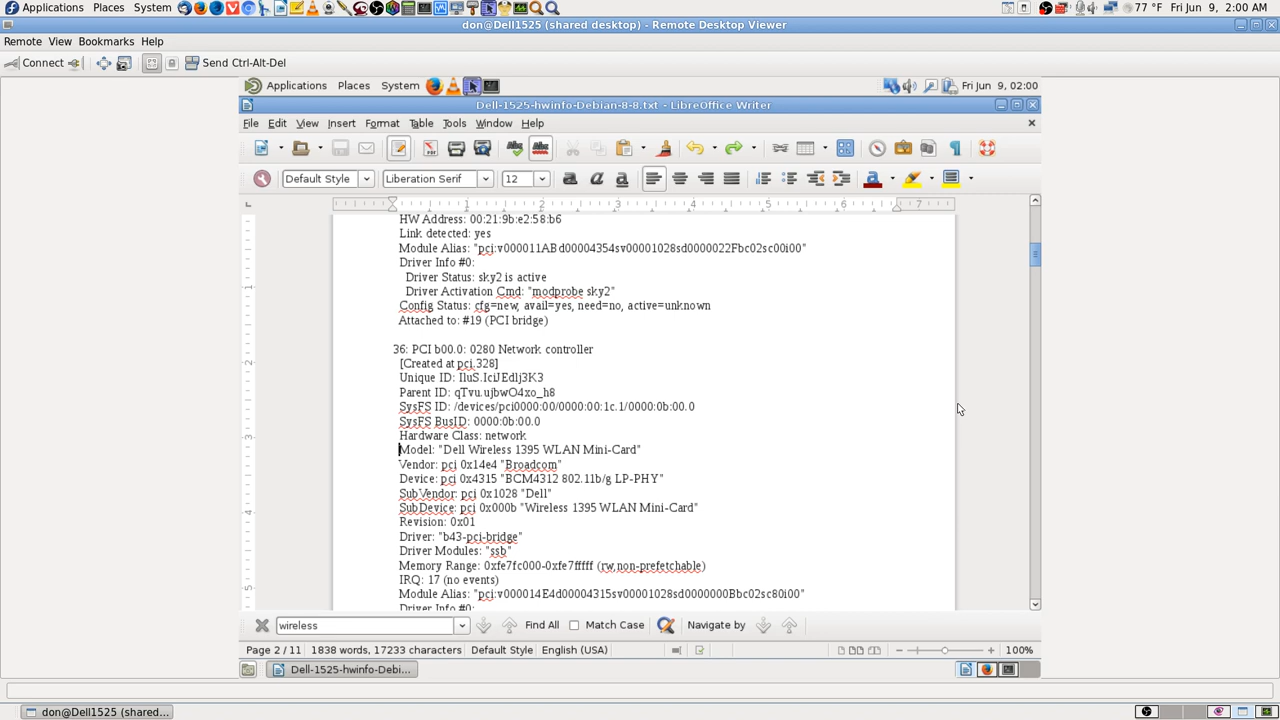 Applications Places System 77 °F Fri Jun 9, 2:00 AM
don@Dell1525 (shared desktop) - Remote Desktop Viewer
Remote View Bookmarks Help
Connect Send Ctrl-Alt-Del
Applications Places System Fri Jun 9, 02:00
Dell-1525-hwinfo-Debian-8-8.txt - LibreOffice Writer
File Edit View Insert Format Table Tools Window Help
Default Style Liberation Serif 12
1 2 3 4 5 6 7
HW Address: 00:21:9b:e2:58:b6
Link detected: yes
Module Alias: "pci:v000011ABd00004354sv00001028sd0000022Fbc02sc00i00"
Driver Info #0:
Driver Status: sky2 is active
Driver Activation Cmd: "modprobe sky2"
Config Status: cfg=new, avail=yes, need=no, active=unknown
Attached to: #19 (PCI bridge)
36: PCI b00.0: 0280 Network controller
[Created at pci.328]
Unique ID: IIuS.IciJEdlj3K3
Parent ID: qTvu.ujbwO4xo_h8
SysFS ID: /devices/pci0000:00/0000:00:1c.1/0000:0b:00.0
SysFS BusID: 0000:0b:00.0
Hardware Class: network
Model: "Dell Wireless 1395 WLAN Mini-Card"
Vendor: pci 0x14e4 "Broadcom"
Device: pci 0x4315 "BCM4312 802.11b/g LP-PHY"
SubVendor: pci 0x1028 "Dell"
SubDevice: pci 0x000b "Wireless 1395 WLAN Mini-Card"
Revision: 0x01
Driver: "b43-pci-bridge"
Driver Modules: "ssb"
Memory Range: 0xfe7fc000-0xfe7fffff (rw,non-prefetchable)
IRQ: 17 (no events)
Module Alias: "pci:v000014E4d00004315sv00001028sd0000000Bbc02sc80i00"
Driver Info #0:
wireless Find All Match Case Navigate by
Page 2 / 11 1838 words, 17233 characters Default Style English (USA) 100%
Dell-1525-hwinfo-Debi...
don@Dell1525 (shared...